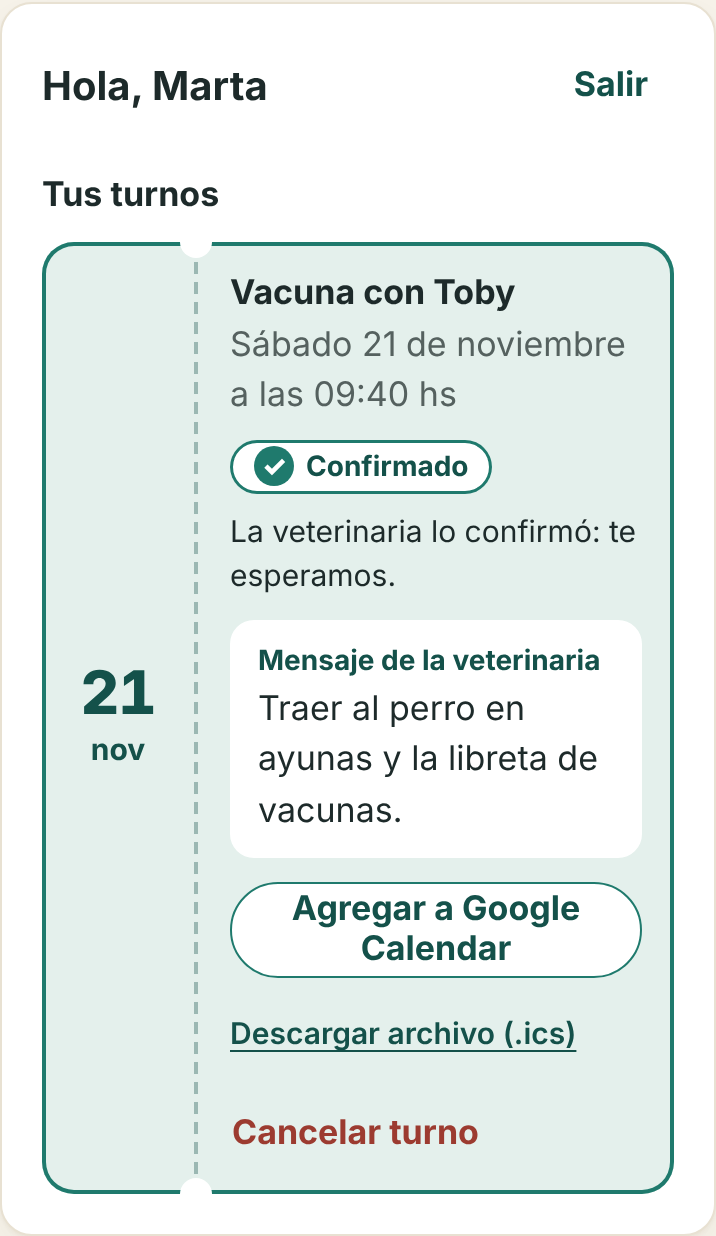 Hola, Marta
Salir
Tus turnos
21
nov
Vacuna con Toby
Sábado 21 de noviembre
a las 09:40 hs
Confirmado
La veterinaria lo confirmó: te
esperamos.
Mensaje de la veterinaria
Traer al perro en
ayunas y la libreta de
vacunas.
Agregar a Google
Calendar
Descargar archivo (.ics)
Cancelar turno